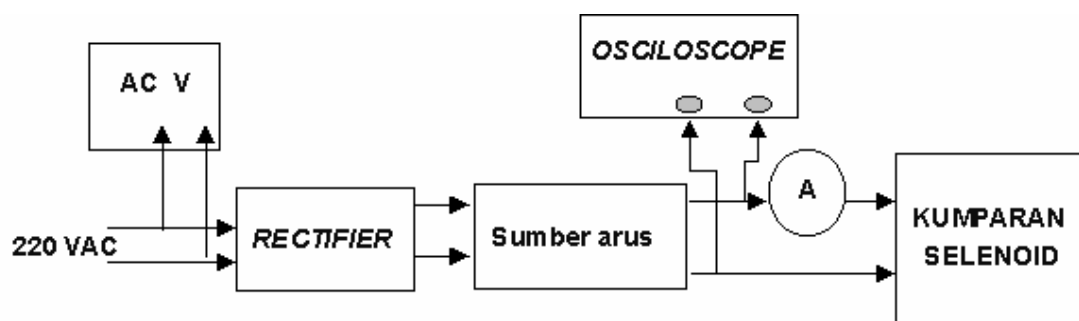 OSCILOSCOPE
AC V
A
220 VAC
RECTIFIER
Sumber arus
KUMPARAN
SELENOID